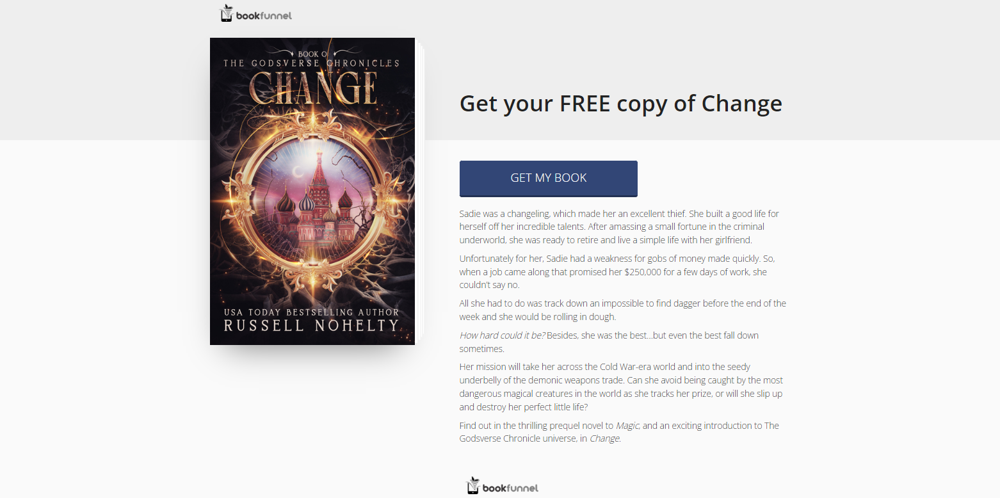 bookfunnel
BOOK 0
THE GODSVERSE CHRONICLES
CHANGE
USA TODAY BESTSELLING AUTHOR
RUSSELL NOHELTY
Get your FREE copy of Change
GET MY BOOK
Sadie was a changeling, which made her an excellent thief. She built a good life for
herself off her incredible talents. After amassing a small fortune in the criminal
underworld, she was ready to retire and live a simple life with her girlfriend.
Unfortunately for her, Sadie had a weakness for gobs of money made quickly. So,
when a job came along that promised her $250,000 for a few days of work, she
couldn't say no.
All she had to do was track down an impossible to find dagger before the end of the
week and she would be rolling in dough.
How hard could it be? Besides, she was the best...but even the best fall down
sometimes.
Her mission will take her across the Cold War-era world and into the seedy
underbelly of the demonic weapons trade. Can she avoid being caught by the most
dangerous magical creatures in the world as she tracks her prize, or will she slip up
and destroy her perfect little life?
Find out in the thrilling prequel novel to Magic, and an exciting introduction to The
Godsverse Chronicle universe, in Change.
bookfunnel